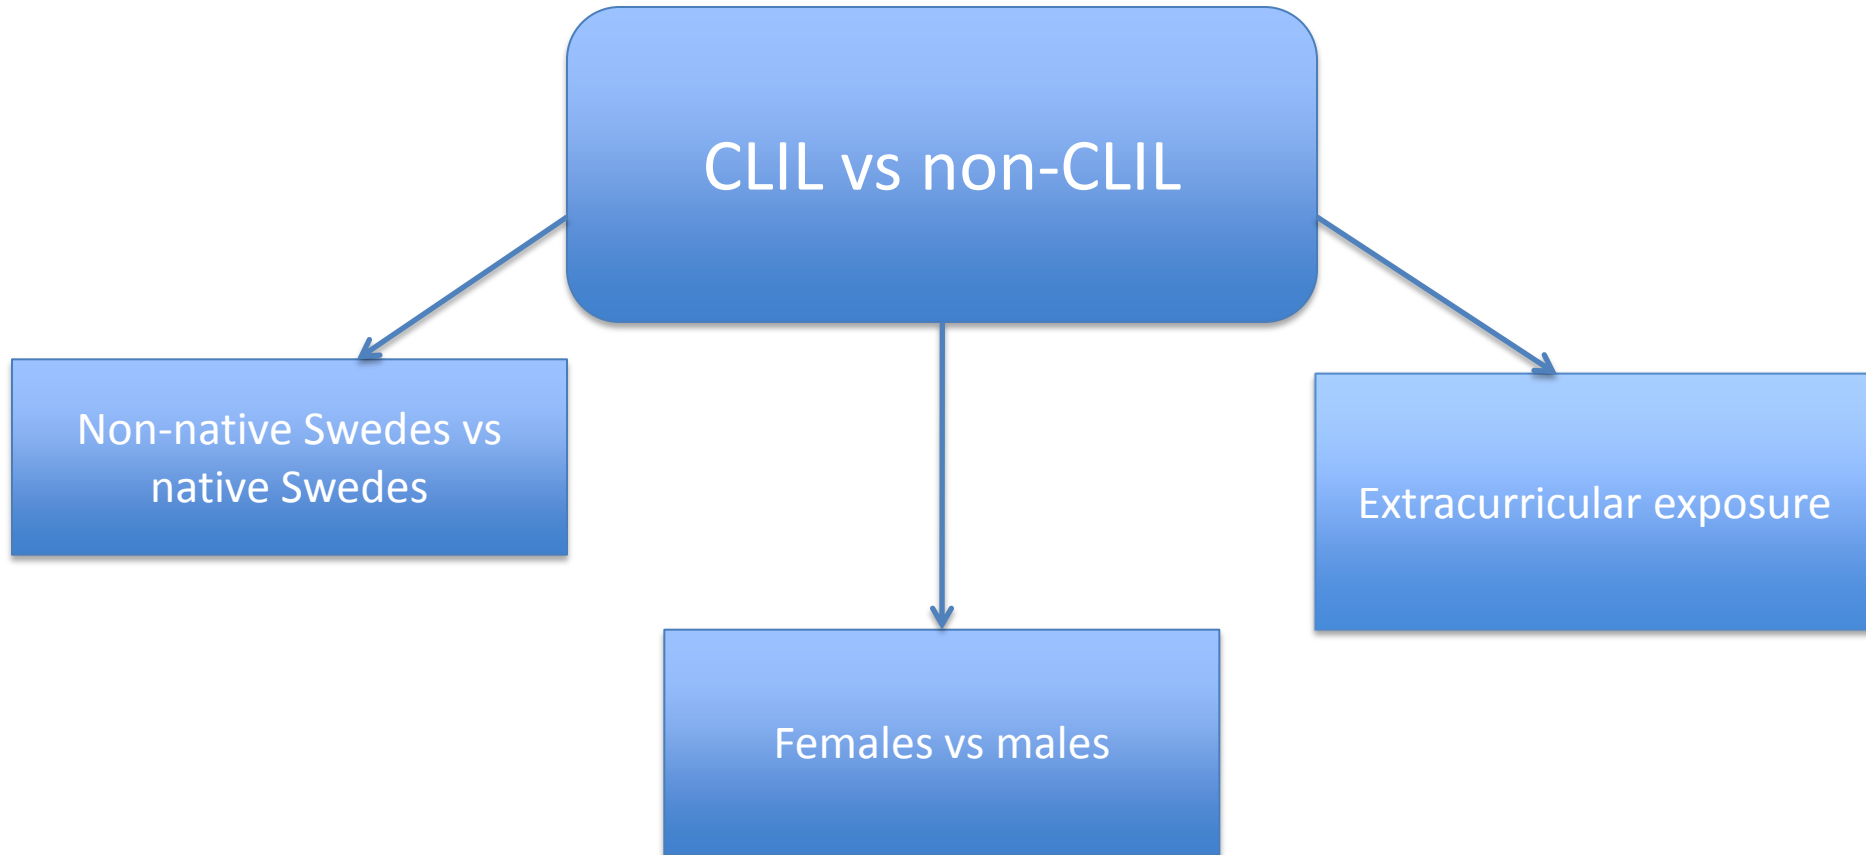 CLIL vs non-CLIL
Non-native Swedes vs
native Swedes
Extracurricular exposure
Females vs males